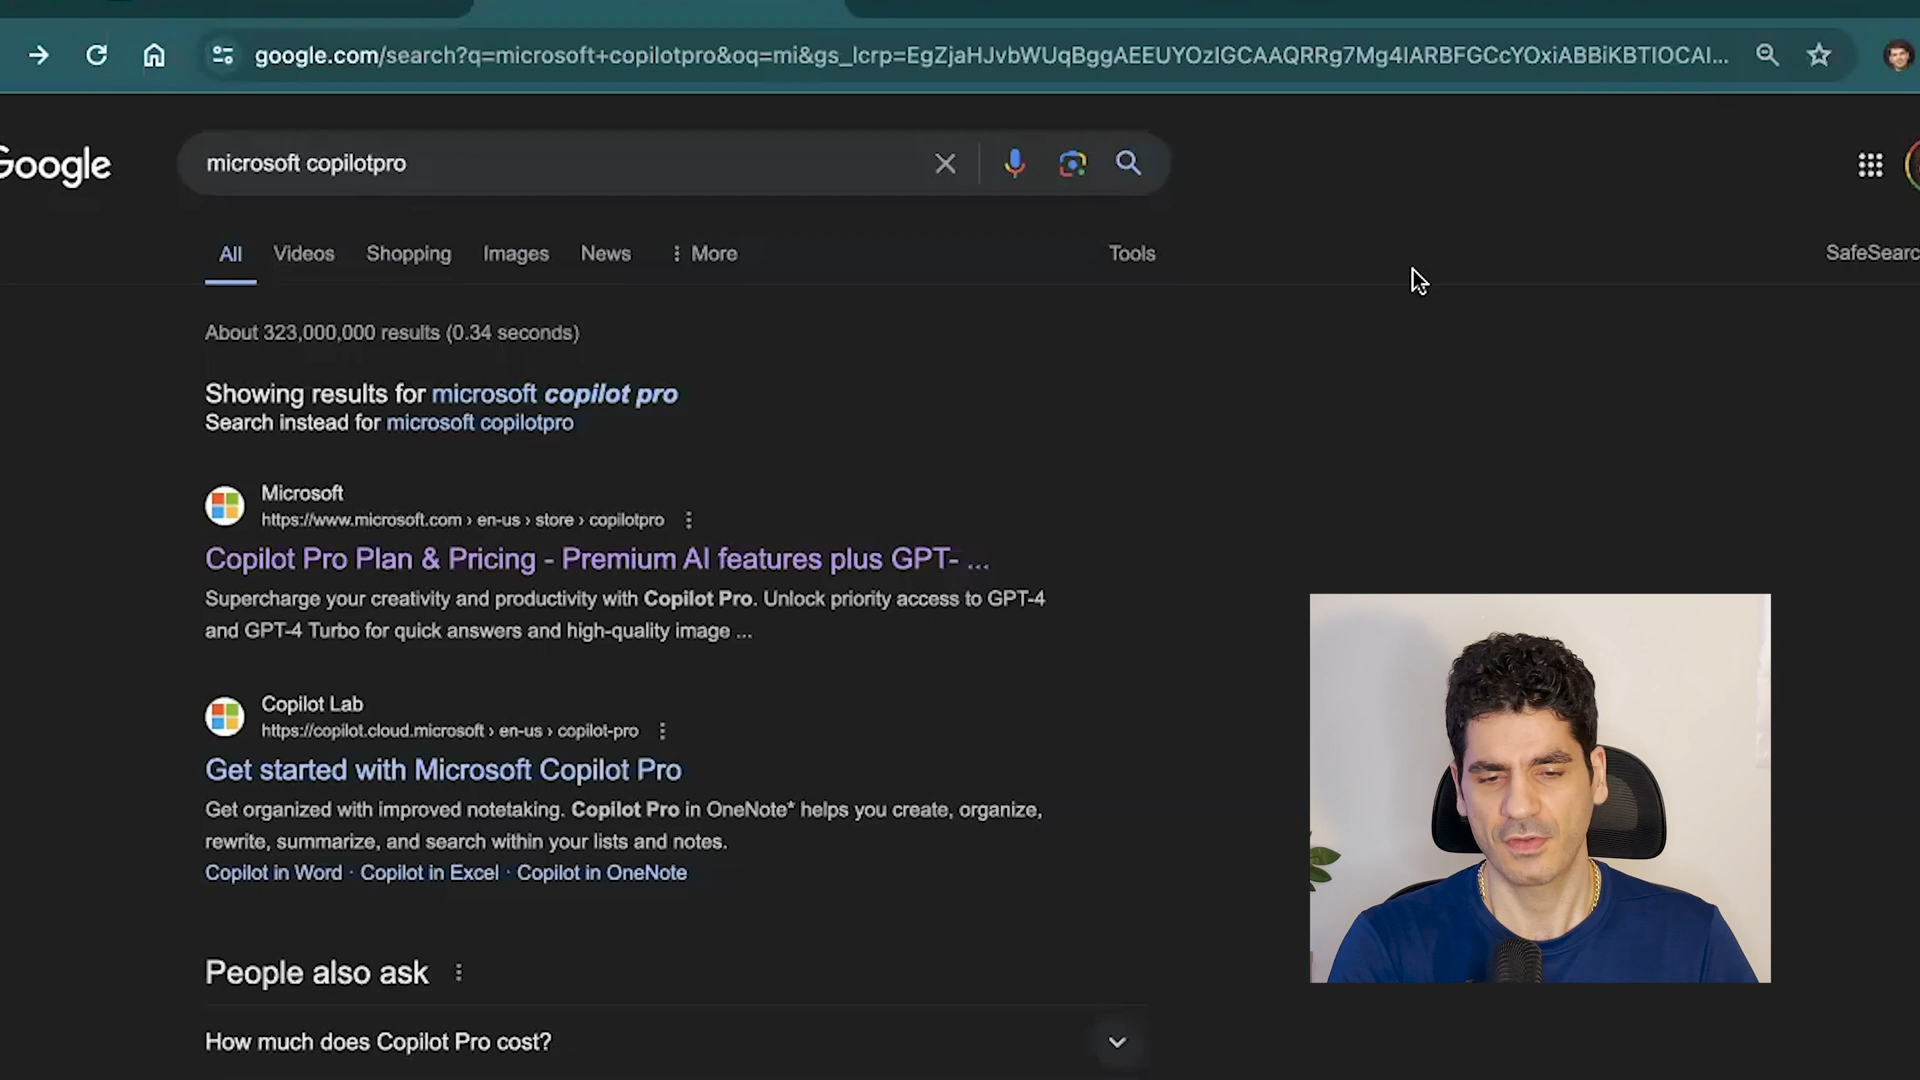 google.com/search?q=microsoft+copilotpro&oq=mi&gs_lcrp=EgZjaHJvbWUqBggAEEUYOzIGCAAQRRg7Mg4IARBFGCcYOxiABBiKBTIOCAI...
Google
microsoft copilotpro
All Videos Shopping Images News More Tools SafeSearc
About 323,000,000 results (0.34 seconds)
Showing results for microsoft copilot pro
Search instead for microsoft copilotpro
Microsoft
https://www.microsoft.com › en-us › store › copilotpro
Copilot Pro Plan & Pricing - Premium AI features plus GPT- ...
Supercharge your creativity and productivity with Copilot Pro. Unlock priority access to GPT-4
and GPT-4 Turbo for quick answers and high-quality image ...
Copilot Lab
https://copilot.cloud.microsoft › en-us › copilot-pro
Get started with Microsoft Copilot Pro
Get organized with improved notetaking. Copilot Pro in OneNote* helps you create, organize,
rewrite, summarize, and search within your lists and notes.
Copilot in Word · Copilot in Excel · Copilot in OneNote
People also ask
How much does Copilot Pro cost?